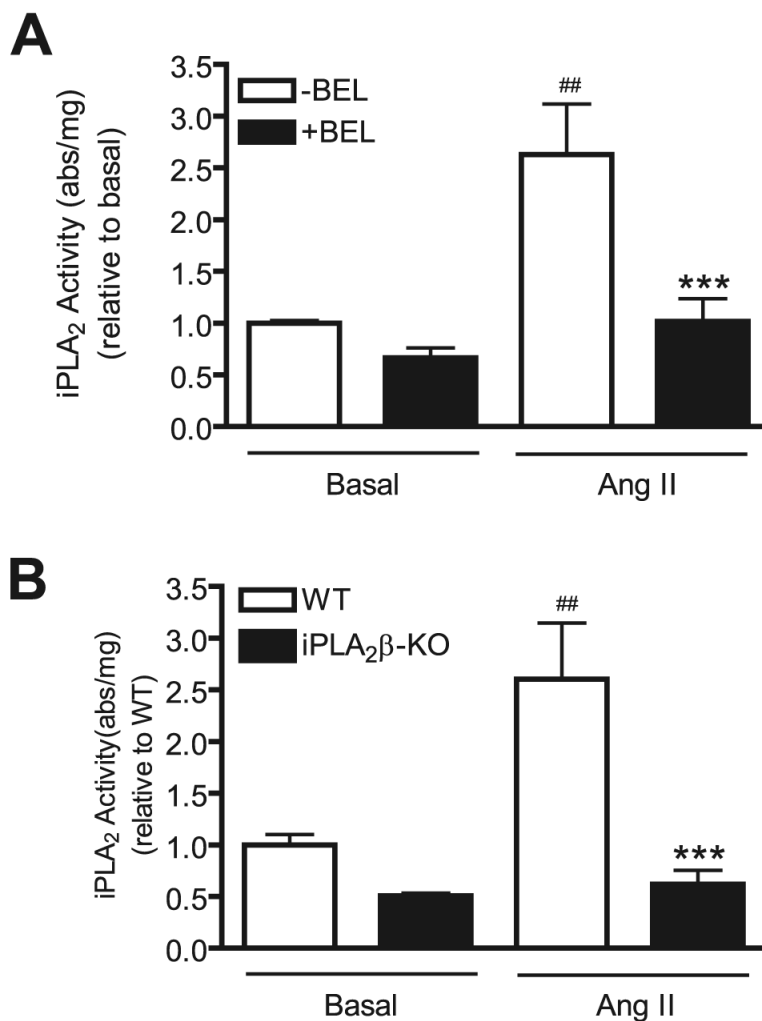 A
iPLA₂ Activity (abs/mg)
(relative to basal)
3.5
3.0
2.5
2.0
1.5
1.0
0.5
0.0
-BEL
+BEL
##
***
Basal
Ang II
B
iPLA₂ Activity(abs/mg)
(relative to WT)
3.5
3.0
2.5
2.0
1.5
1.0
0.5
0.0
WT
iPLA₂β-KO
##
***
Basal
Ang II